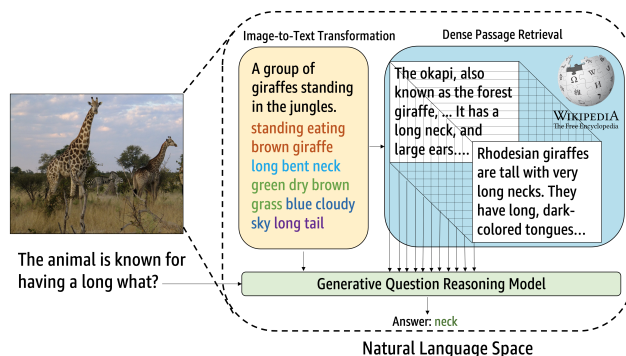 Image-to-Text Transformation
Dense Passage Retrieval
A group of
giraffes standing
in the jungles.
standing eating
brown giraffe
long bent neck
green dry brown
grass blue cloudy
sky long tail
The okapi, also
known as the forest
giraffe, ... It has a
long neck, and
large ears....
WIKIPEDIA
The Free Encyclopedia
Rhodesian giraffes
are tall with very
long necks. They
have long, dark-
colored tongues...
The animal is known for
having a long what?
Generative Question Reasoning Model
Answer: neck
Natural Language Space